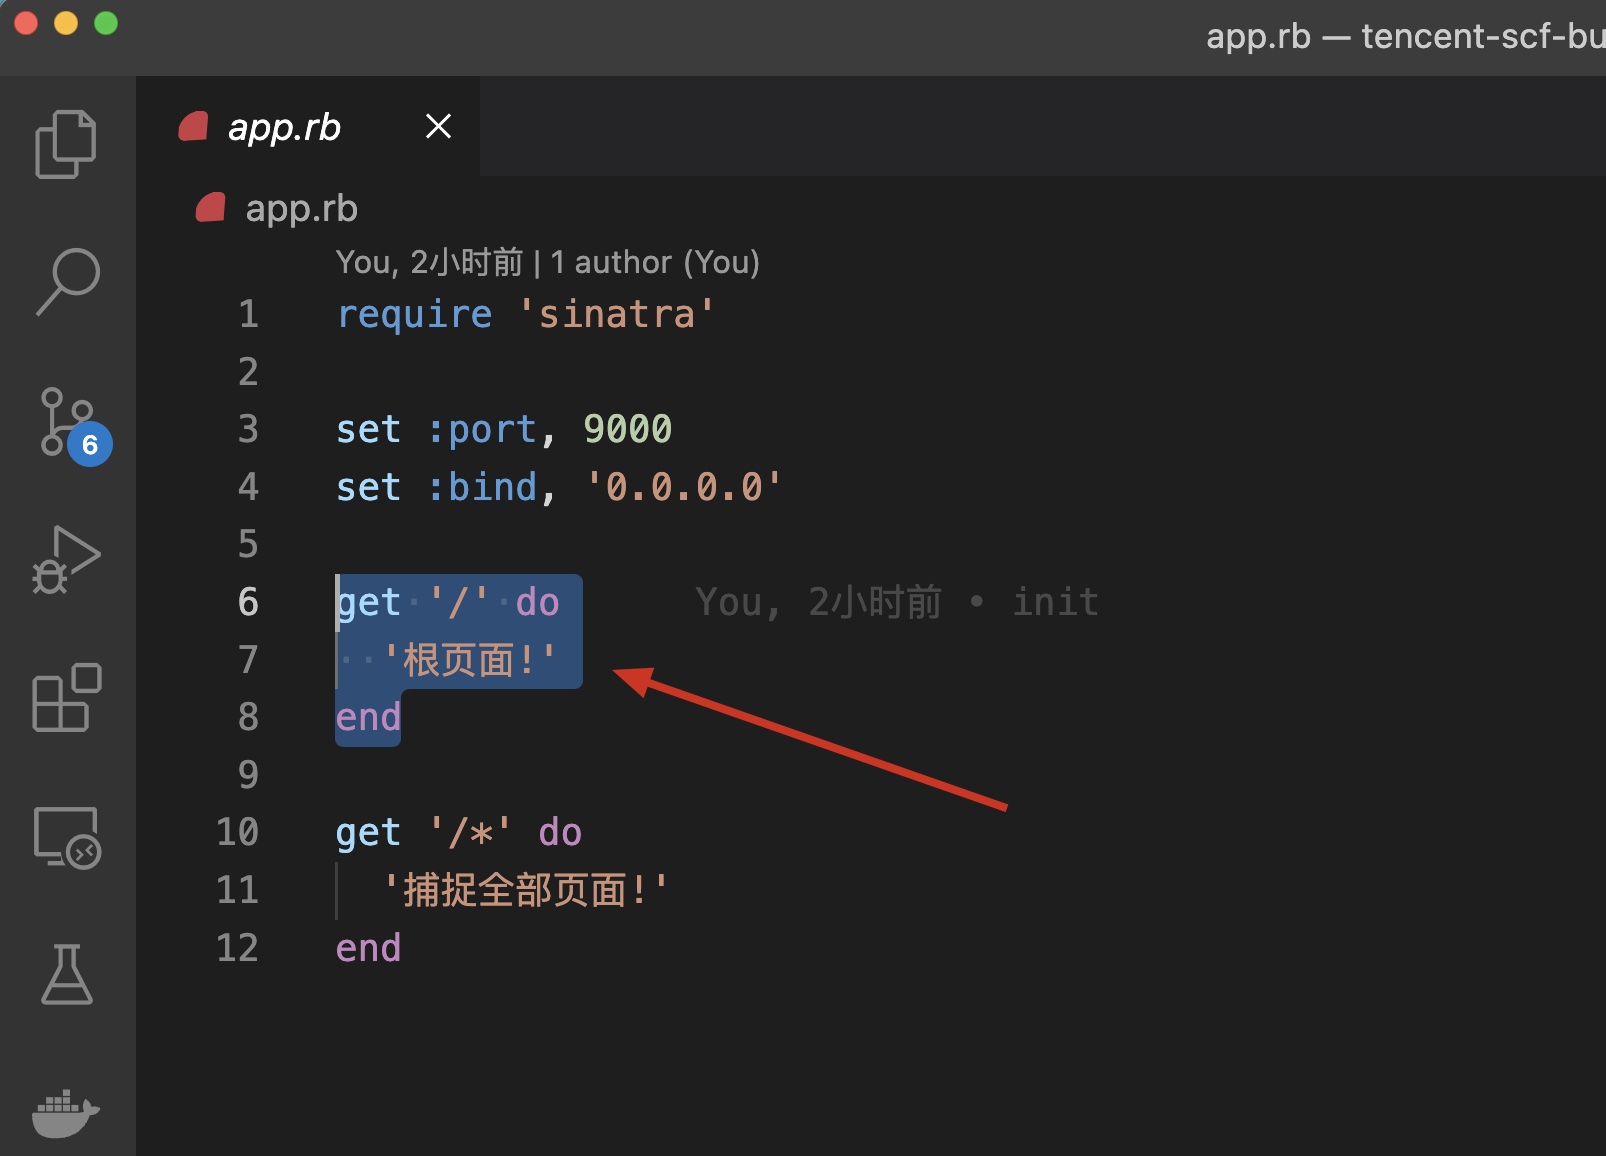 app.rb — tencent-scf-bu
app.rb
app.rb
You, 2小时前 | 1 author (You)
1 require 'sinatra'
2
3 set :port, 9000
4 set :bind, '0.0.0.0'
5
6 get '/' do You, 2小时前 • init
7 '根页面!'
8 end
9
10 get '/*' do
11 '捕捉全部页面!'
12 end
6